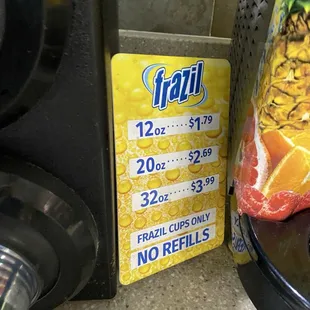 frazil
12oz.....$1.79
20oz.....$2.69
32oz.....$3.99
FRAZIL CUPS ONLY
NO REFILLS